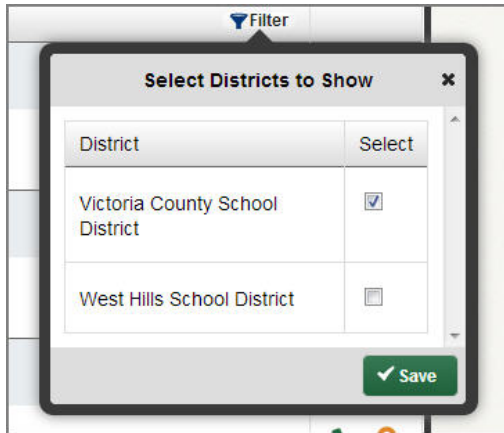 Filter
Select Districts to Show
District Select
Victoria County School
District
West Hills School District
Save